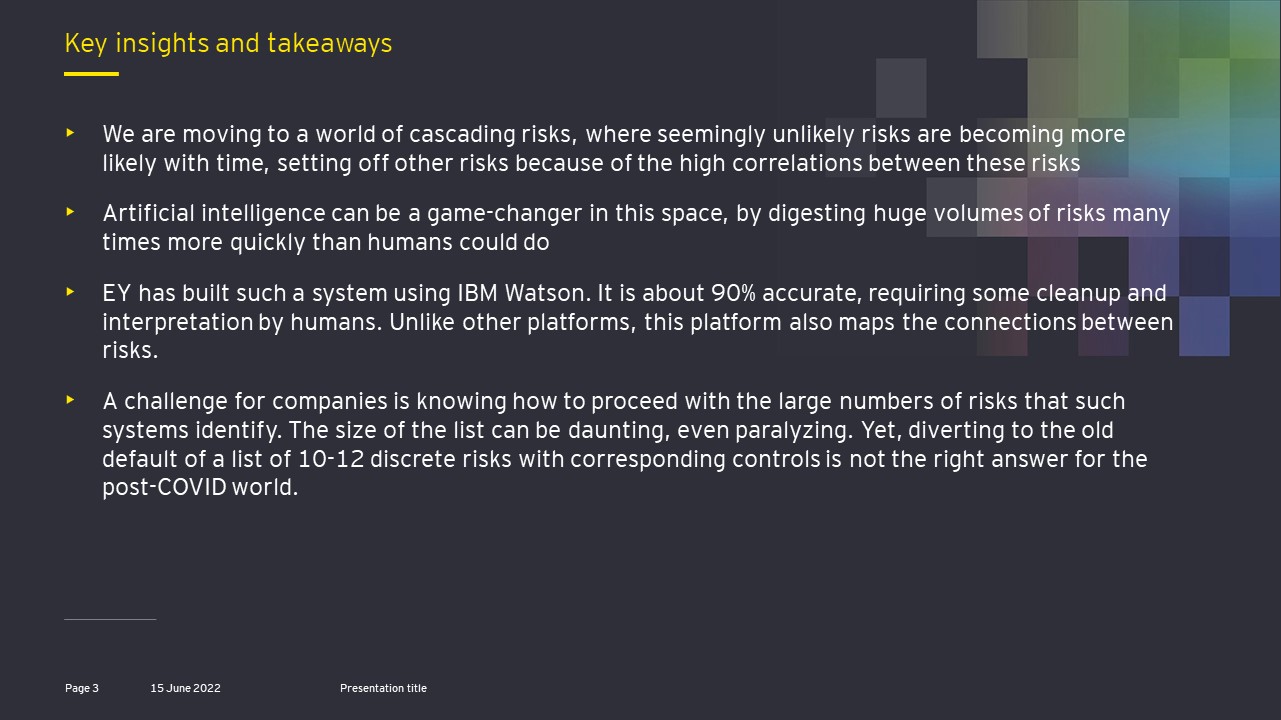 Key insights and takeaways
We are moving to a world of cascading risks, where seemingly unlikely risks are becoming more
likely with time, setting off other risks because of the high correlations between these risks
Artificial intelligence can be a game-changer in this space, by digesting huge volumes of risks many
times more quickly than humans could do
EY has built such a system using IBM Watson. It is about 90% accurate, requiring some cleanup and
interpretation by humans. Unlike other platforms, this platform also maps the connections between
risks.
A challenge for companies is knowing how to proceed with the large numbers of risks that such
systems identify. The size of the list can be daunting, even paralyzing. Yet, diverting to the old
default of a list of 10-12 discrete risks with corresponding controls is not the right answer for the
post-COVID world.
Page 3 15 June 2022 Presentation title